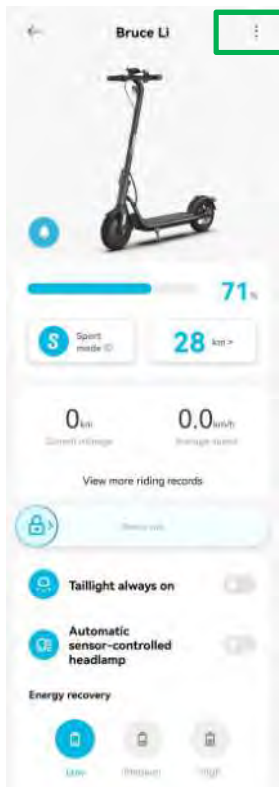 Bruce Li
71%
S
Sport
mode
28 km >
0km
0.0km/h
Current mileage
Average speed
View more riding records
Taillight always on
Automatic
sensor-controlled
headlamp
Energy recovery
Low
Medium
High